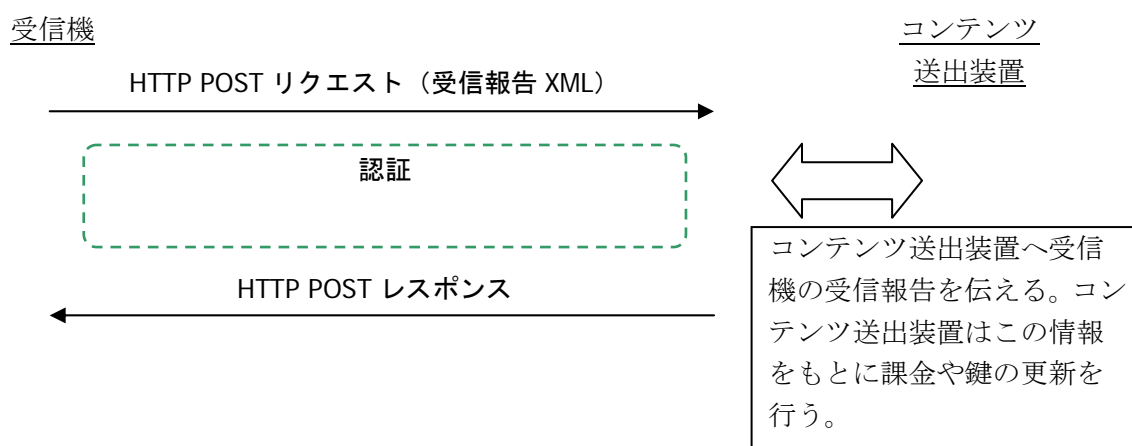 受信機
コンテンツ
送出装置
HTTP POST リクエスト（受信報告 XML）
認証
HTTP POST レスポンス
コンテンツ送出装置へ受信
機の受信報告を伝える。コン
テンツ送出装置はこの情報
をもとに課金や鍵の更新を
行う。